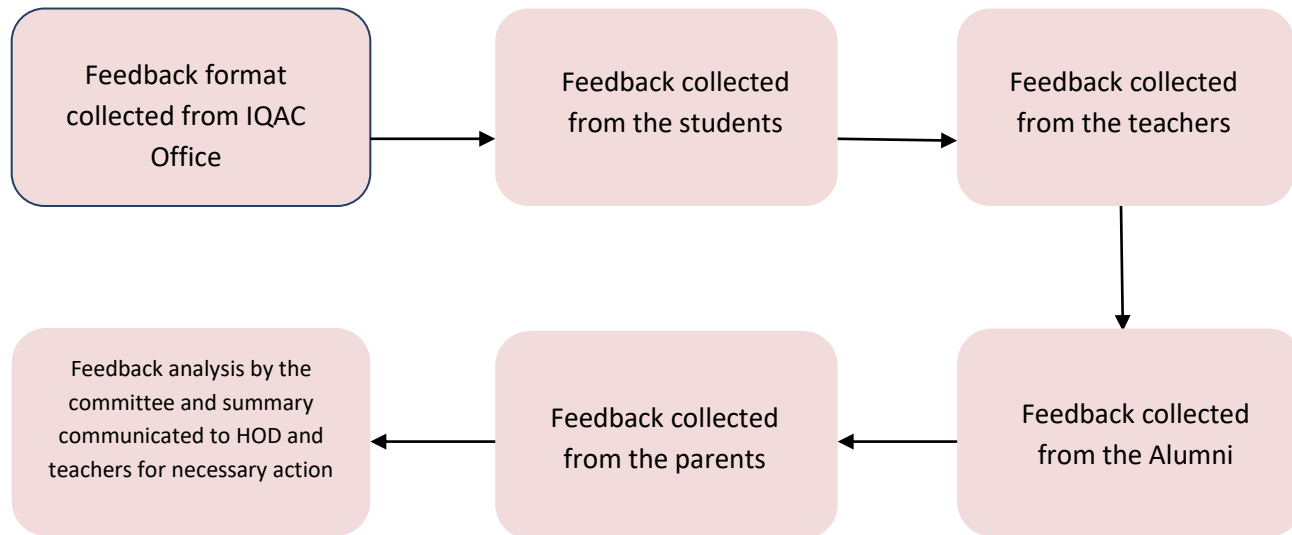 Feedback format
collected from IQAC
Office
Feedback collected
from the students
Feedback collected
from the teachers
Feedback collected
from the Alumni
Feedback collected
from the parents
Feedback analysis by the
committee and summary
communicated to HOD and
teachers for necessary action